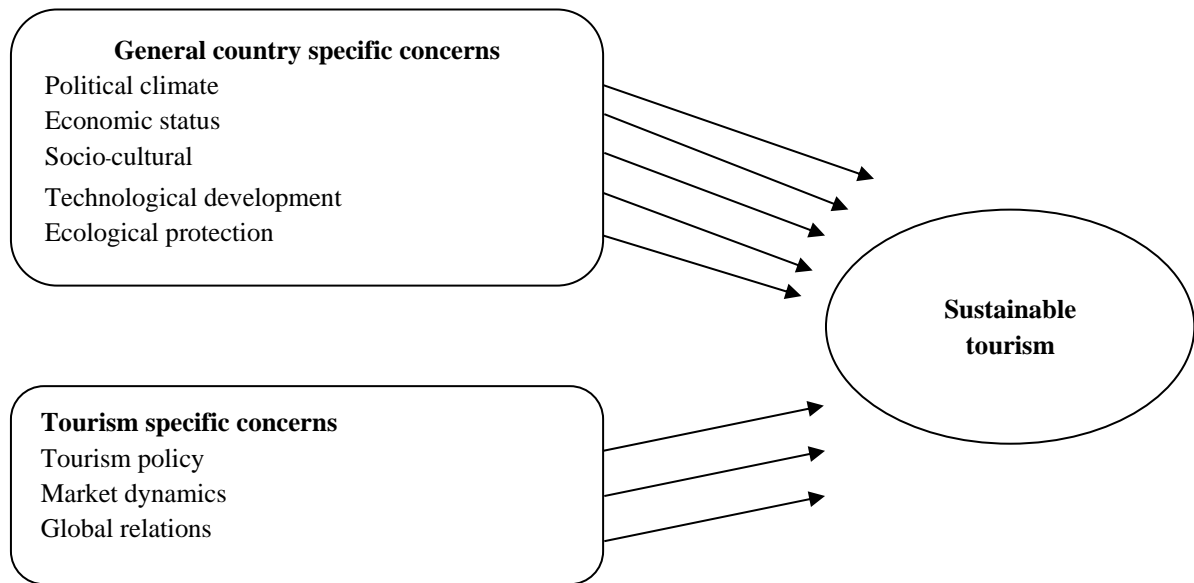 General country specific concerns
Political climate
Economic status
Socio-cultural
Technological development
Ecological protection
Sustainable
tourism
Tourism specific concerns
Tourism policy
Market dynamics
Global relations